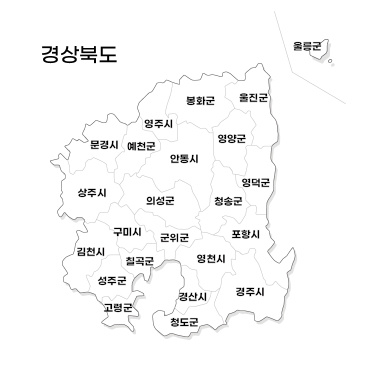 울릉군
경상북도
봉화군
울진군
영주시
영양군
문경시
예천군
안동시
영덕군
상주시
의성군
청송군
구미시
군위군
포항시
김천시
칠곡군
영천시
성주군
경산시
경주시
고령군
청도군